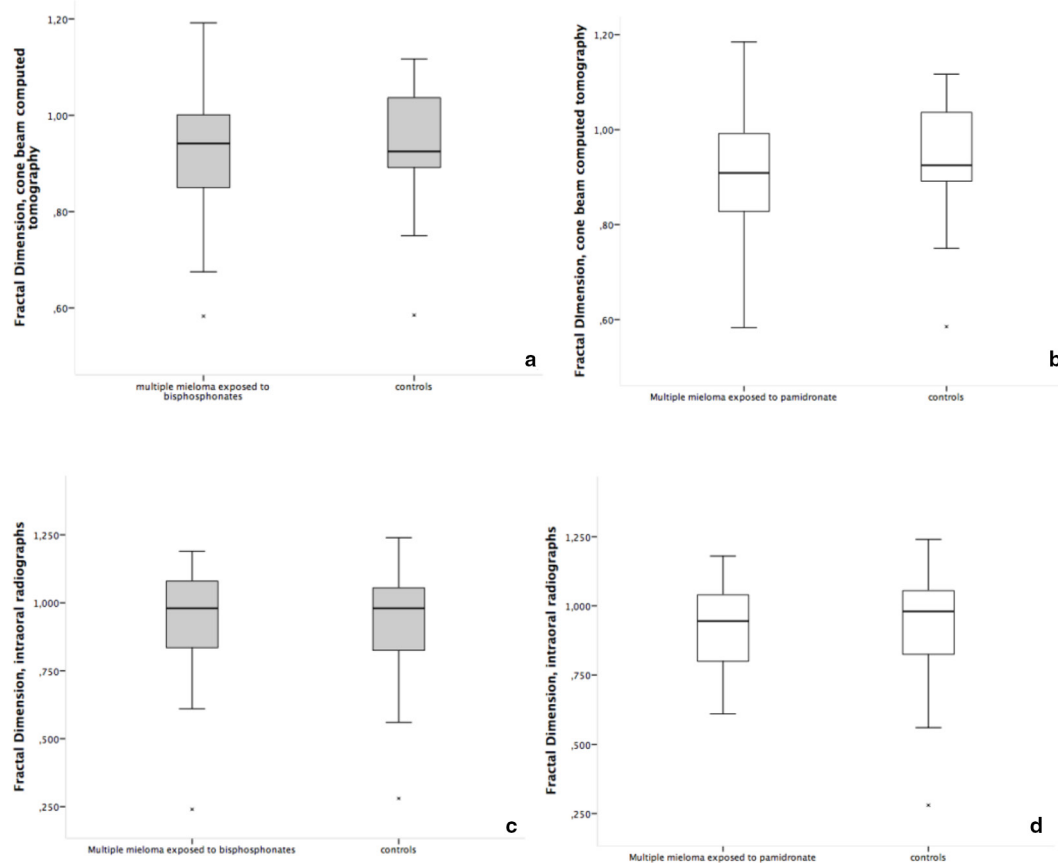 Fractal Dimension, cone beam computed
tomography
1,20
1,00
,80
,60
multiple mieloma exposed to
bisphosphonates
controls
a
Fractal DImension, cone beam computed tomography
1,20
1,00
,80
,60
Multiple mieloma exposed to pamidronate
controls
b
Fractal Dimension, intraoral radiographs
1,250
1,000
,750
,500
,250
Multiple mieloma exposed to bisphosphonates
controls
c
Fractal Dimension, intraoral radiographs
1,250
1,000
,750
,500
,250
Multiple mieloma exposed to pamidronate
controls
d